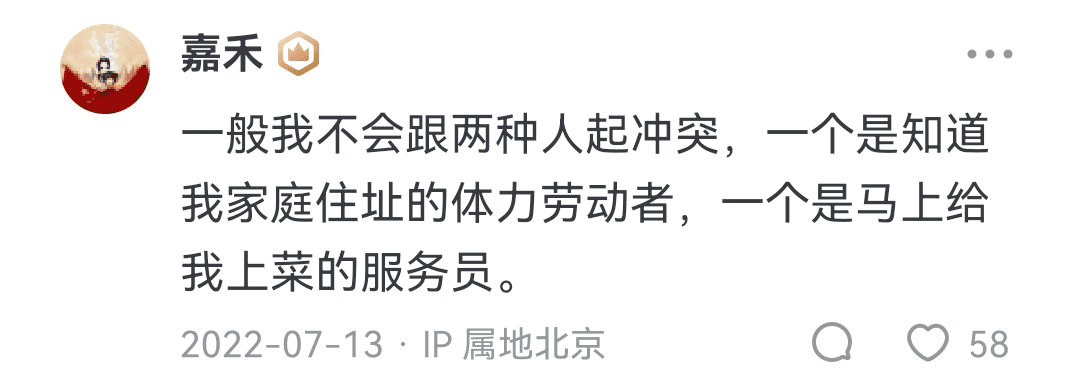 嘉禾
一般我不会跟两种人起冲突，一个是知道
我家庭住址的体力劳动者，一个是马上给
我上菜的服务员。
2022-07-13 · IP 属地北京 58